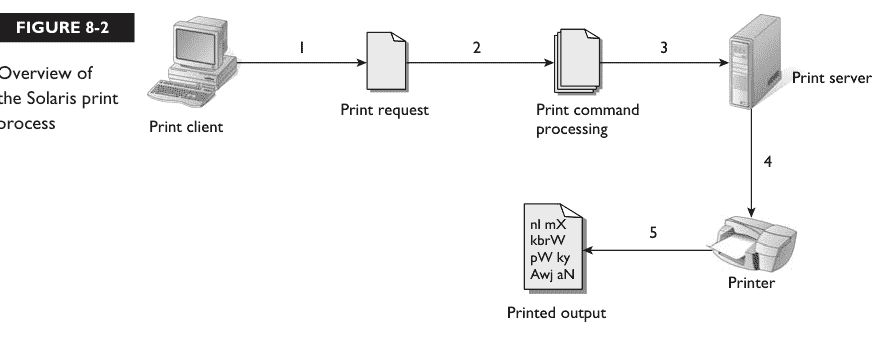 FIGURE 8-2
Overview of
the Solaris print
process
1
2
3
Print client
Print request
Print command
processing
Print server
4
5
nI mX
kbrW
pW ky
Awj aN
Printer
Printed output